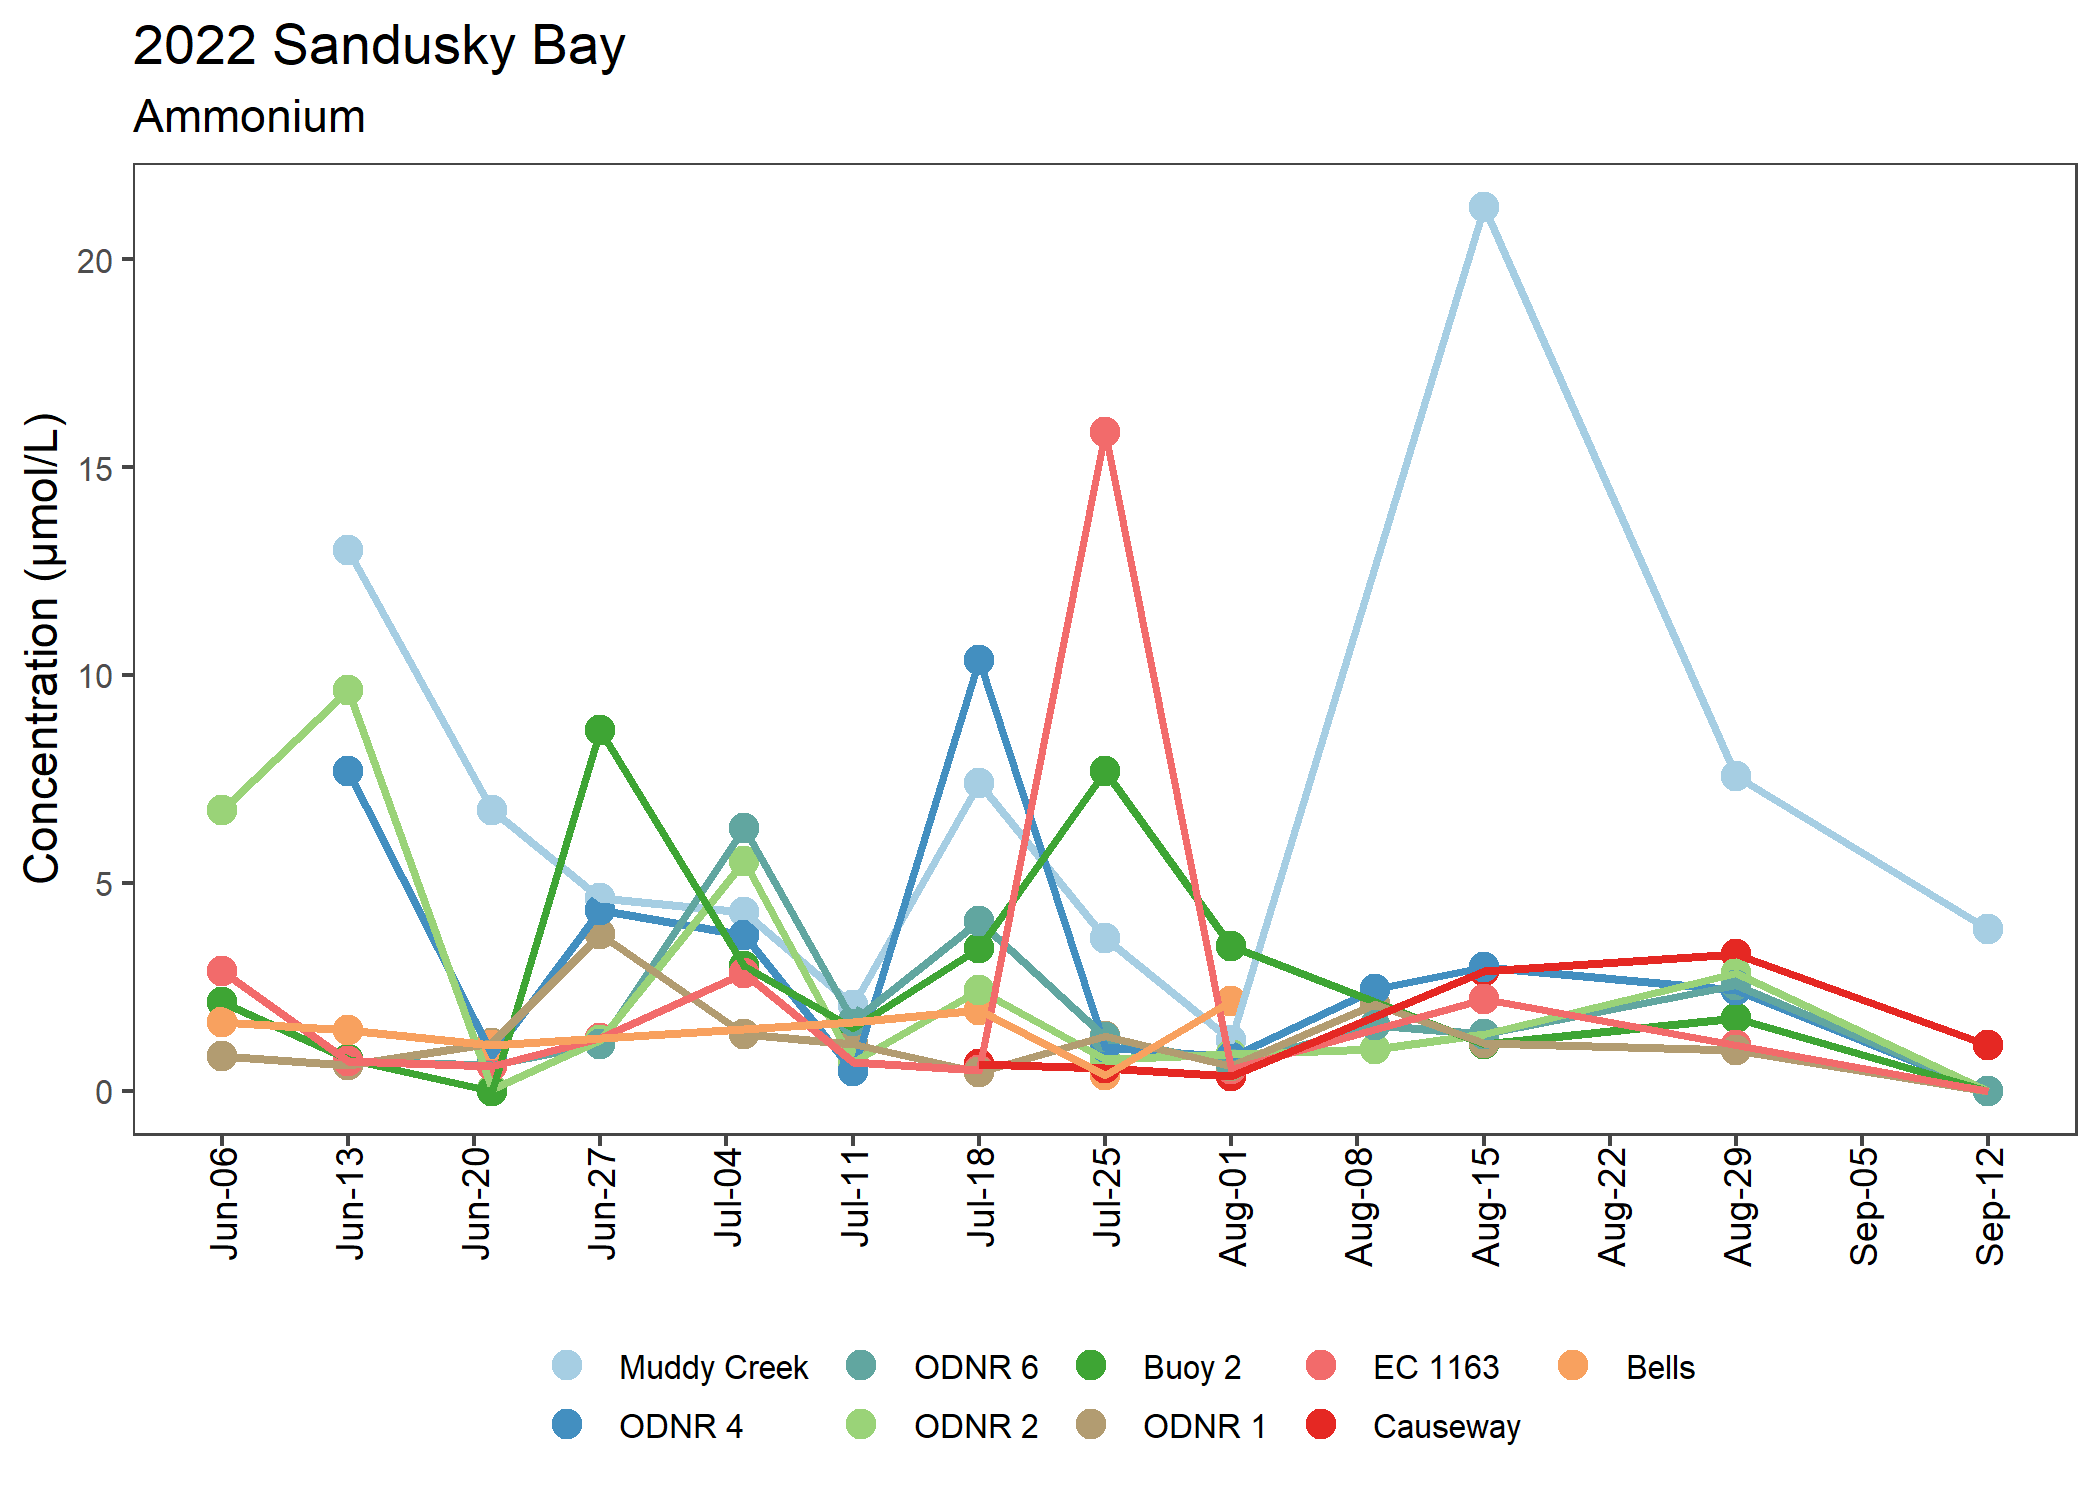 2022 Sandusky Bay
Ammonium
Concentration (µmol/L)
20
15
10
5
0
Jun-06
Jun-13
Jun-20
Jun-27
Jul-04
Jul-11
Jul-18
Jul-25
Aug-01
Aug-08
Aug-15
Aug-22
Aug-29
Sep-05
Sep-12
Muddy Creek
ODNR 6
Buoy 2
EC 1163
Bells
ODNR 4
ODNR 2
ODNR 1
Causeway